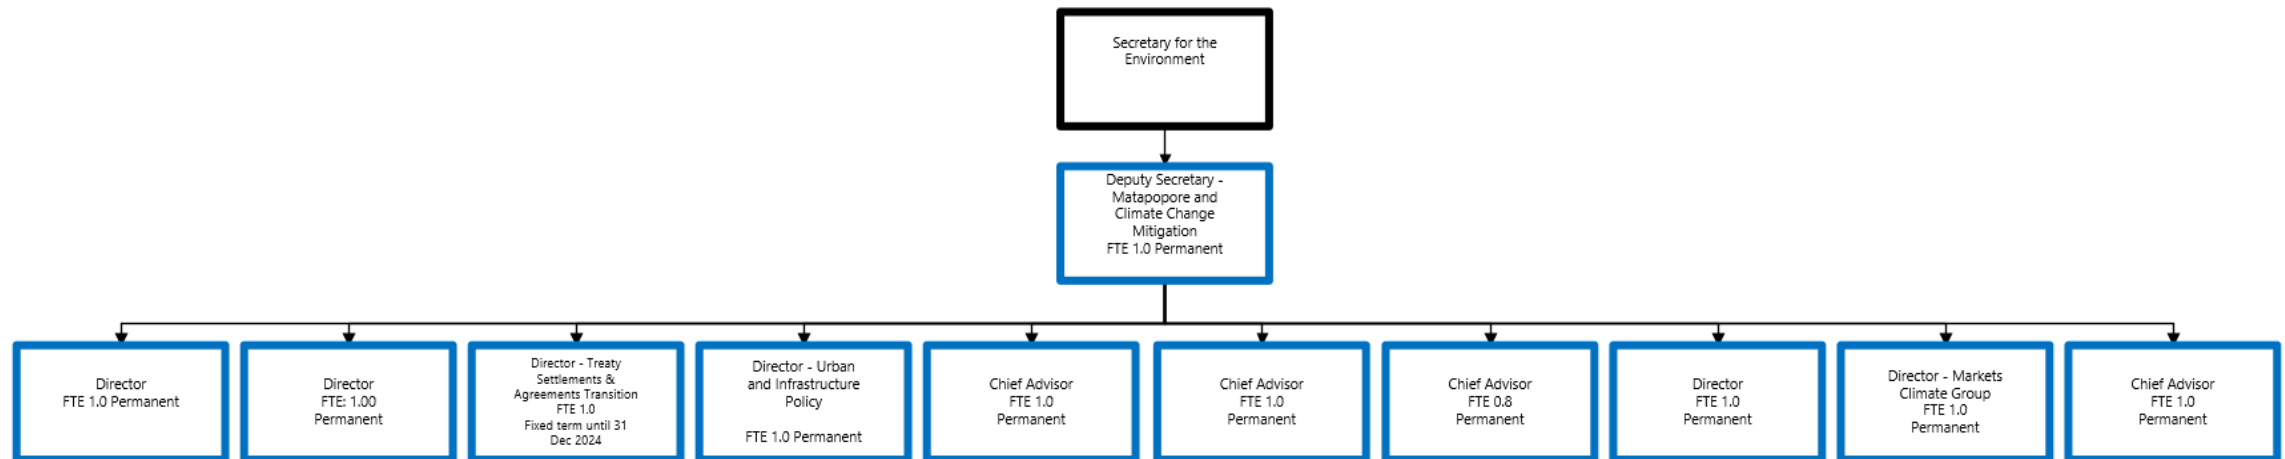 Secretary for the
Environment
Deputy Secretary -
Matapopore and
Climate Change
Mitigation
FTE 1.0 Permanent
Director
FTE 1.0 Permanent
Director
FTE: 1.00
Permanent
Director - Treaty
Settlements &
Agreements Transition
FTE 1.0
Fixed term until 31
Dec 2024
Director - Urban
and Infrastructure
Policy
FTE 1.0 Permanent
Chief Advisor
FTE 1.0
Permanent
Chief Advisor
FTE 1.0
Permanent
Chief Advisor
FTE 0.8
Permanent
Director
FTE 1.0
Permanent
Director - Markets
Climate Group
FTE 1.0
Permanent
Chief Advisor
FTE 1.0
Permanent